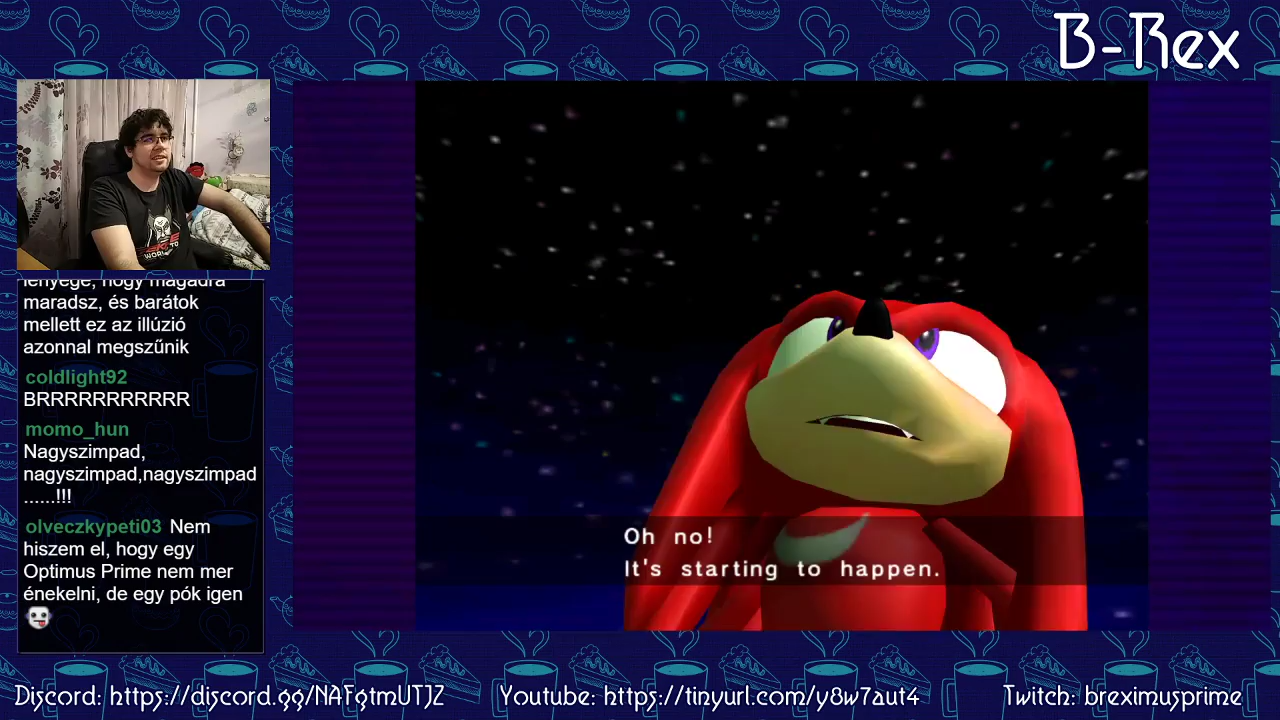 B-Rex
lényege, hogy magadra
maradsz, és barátok
mellett ez az illúzió
azonnal megszűnik
coldlight92
BRRRRRRRRRRR
momo_hun
Nagyszimpad,
nagyszimpad,nagyszimpad
......!!!
olveczkypeti03 Nem
hiszem el, hogy egy
Optimus Prime nem mer
énekelni, de egy pók igen
Oh no!
It's starting to happen.
Discord: https://discord.gg/NAFgtmUTJZ
Youtube: https://tinyurl.com/y8w7aut4
Twitch: breximusprime